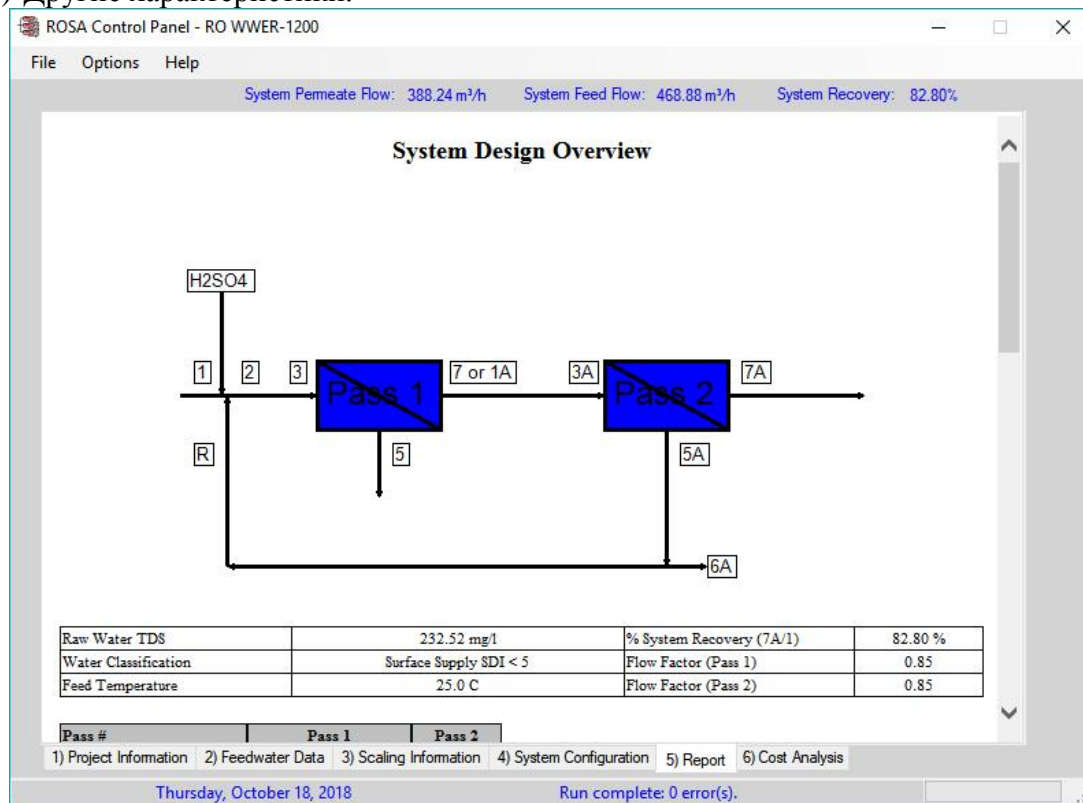 ) Другие характеристики.
ROSA Control Panel - RO WWER-1200
File Options Help
System Permeate Flow: 388.24 m³/h System Feed Flow: 468.88 m³/h System Recovery: 82.80%
System Design Overview
H2SO4
1 2 3 Pass 1 7 or 1A 3A Pass 2 7A
R 5 5A
6A
Raw Water TDS 232.52 mg/l % System Recovery (7A/1) 82.80 %
Water Classification Surface Supply SDI < 5 Flow Factor (Pass 1) 0.85
Feed Temperature 25.0 C Flow Factor (Pass 2) 0.85
Pass # Pass 1 Pass 2
1) Project Information 2) Feedwater Data 3) Scaling Information 4) System Configuration 5) Report 6) Cost Analysis
Thursday, October 18, 2018 Run complete: 0 error(s).